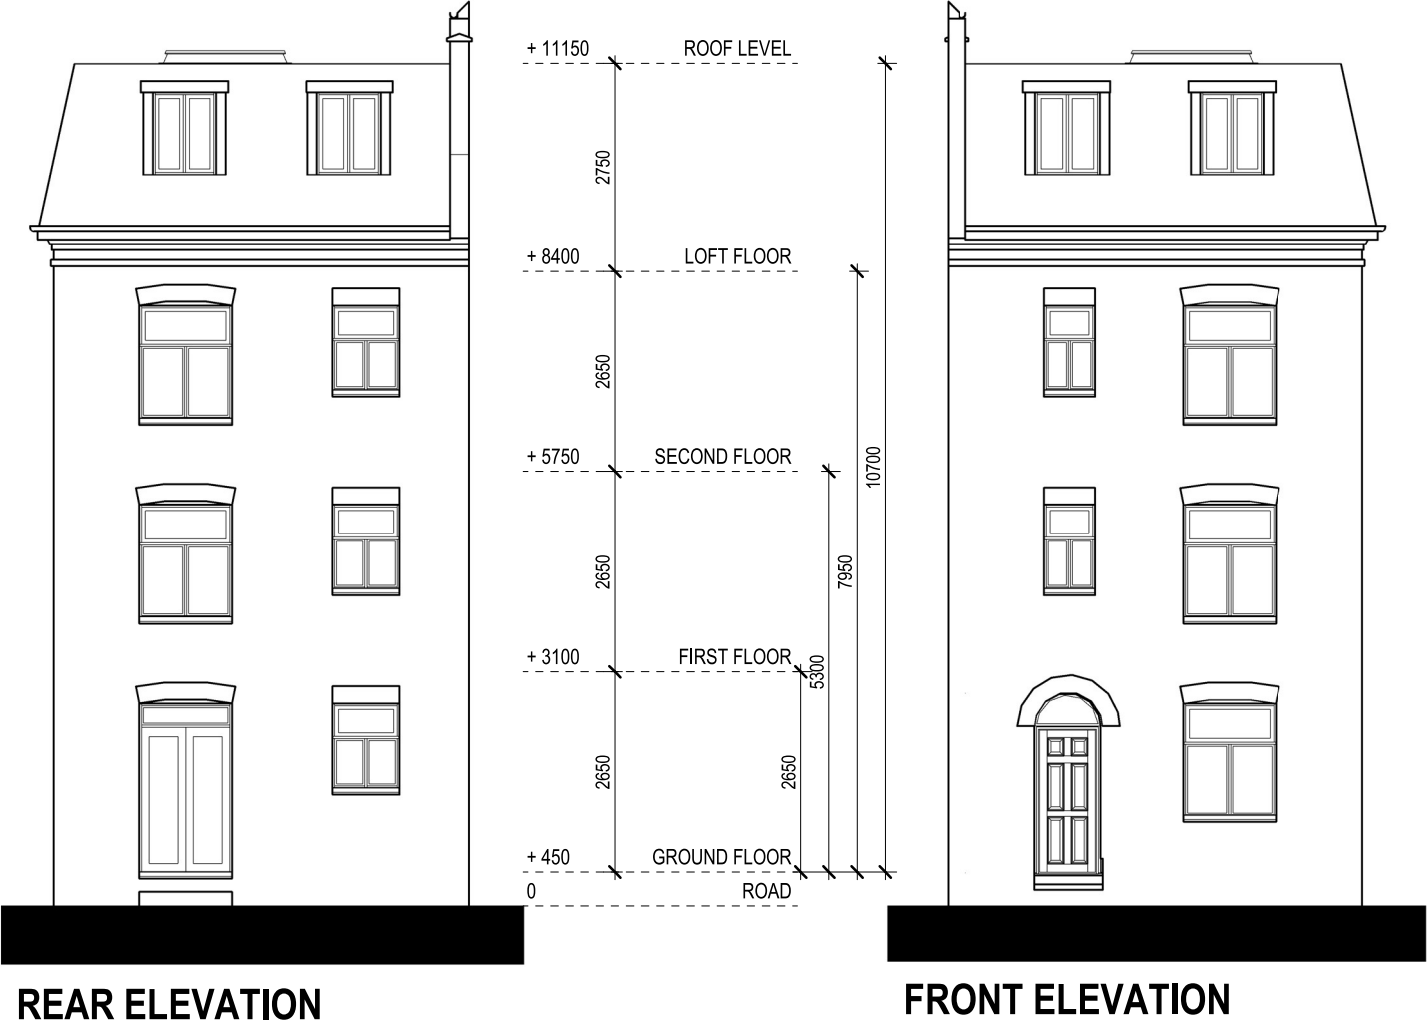 + 11150 ROOF LEVEL
2750
+ 8400 LOFT FLOOR
2650
+ 5750 SECOND FLOOR
10700
2650
7950
+ 3100 FIRST FLOOR
5300
2650
2650
+ 450 GROUND FLOOR
0 ROAD
REAR ELEVATION
FRONT ELEVATION